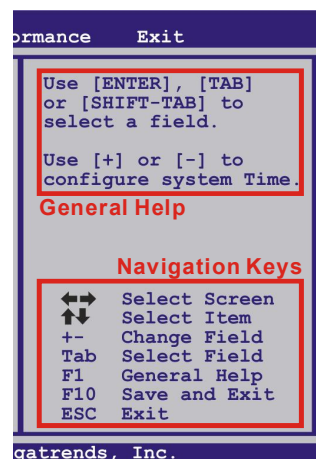 ormance Exit
Use [ENTER], [TAB]
or [SHIFT-TAB] to
select a field.
Use [+] or [-] to
configure system Time.
General Help
Navigation Keys
←→ Select Screen
↑↓ Select Item
+- Change Field
Tab Select Field
F1 General Help
F10 Save and Exit
ESC Exit
gatrends, Inc.